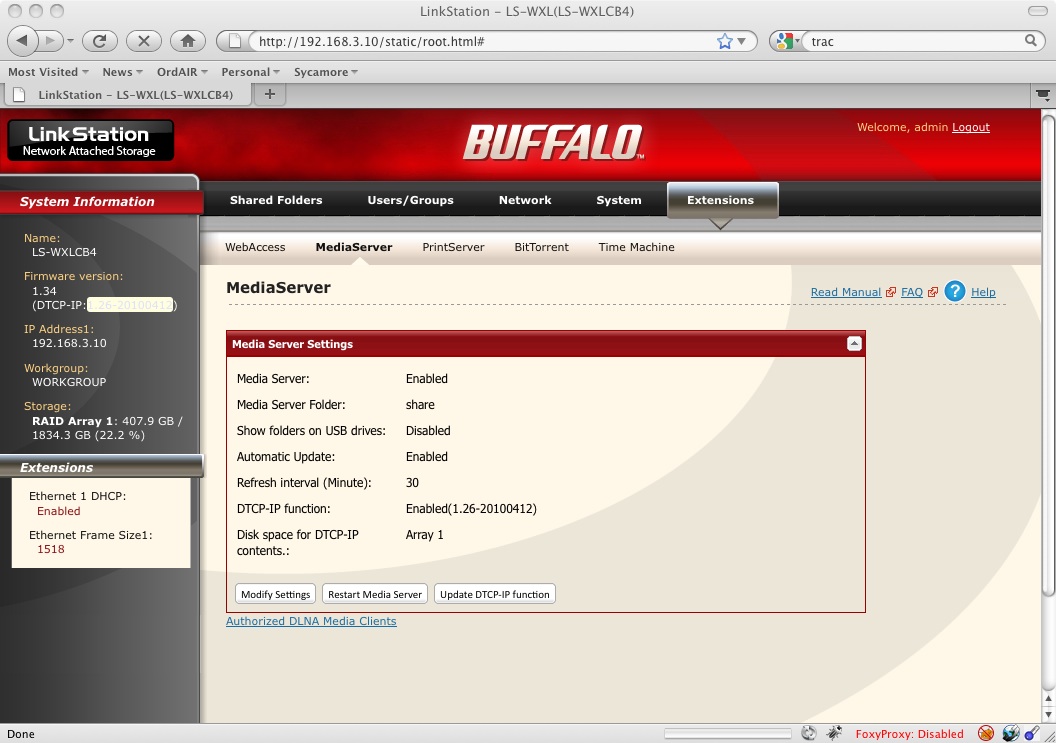 LinkStation – LS-WXL(LS-WXLCB4)
http://192.168.3.10/static/root.html#
trac
Most Visited News OrdAIR Personal Sycamore
LinkStation – LS-WXL(LS-WXLCB4)
LinkStation
Network Attached Storage
BUFFALO™
Welcome, admin Logout
System Information
Shared Folders Users/Groups Network System Extensions
WebAccess MediaServer PrintServer BitTorrent Time Machine
Name:
LS-WXLCB4
Firmware version:
1.34
(DTCP-IP:1.26-20100412)
IP Address1:
192.168.3.10
Workgroup:
WORKGROUP
Storage:
RAID Array 1: 407.9 GB /
1834.3 GB (22.2 %)
Extensions
Ethernet 1 DHCP:
Enabled
Ethernet Frame Size1:
1518
MediaServer
Read Manual FAQ ? Help
Media Server Settings
Media Server: Enabled
Media Server Folder: share
Show folders on USB drives: Disabled
Automatic Update: Enabled
Refresh interval (Minute): 30
DTCP-IP function: Enabled(1.26-20100412)
Disk space for DTCP-IP Array 1
contents.:
Modify Settings Restart Media Server Update DTCP-IP function
Authorized DLNA Media Clients
Done
FoxyProxy: Disabled